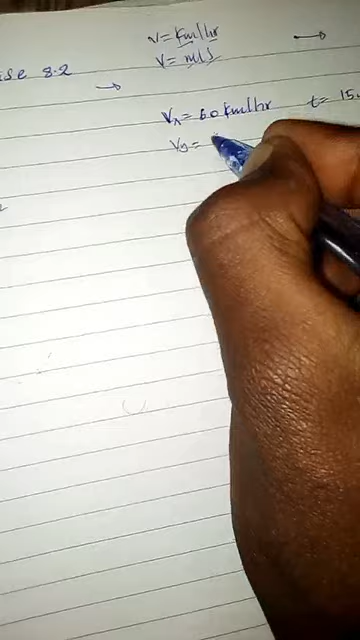 v = km/hr
v = m/s
ise 8.2
Vx = 60 km/hr t = 15.
Vy =